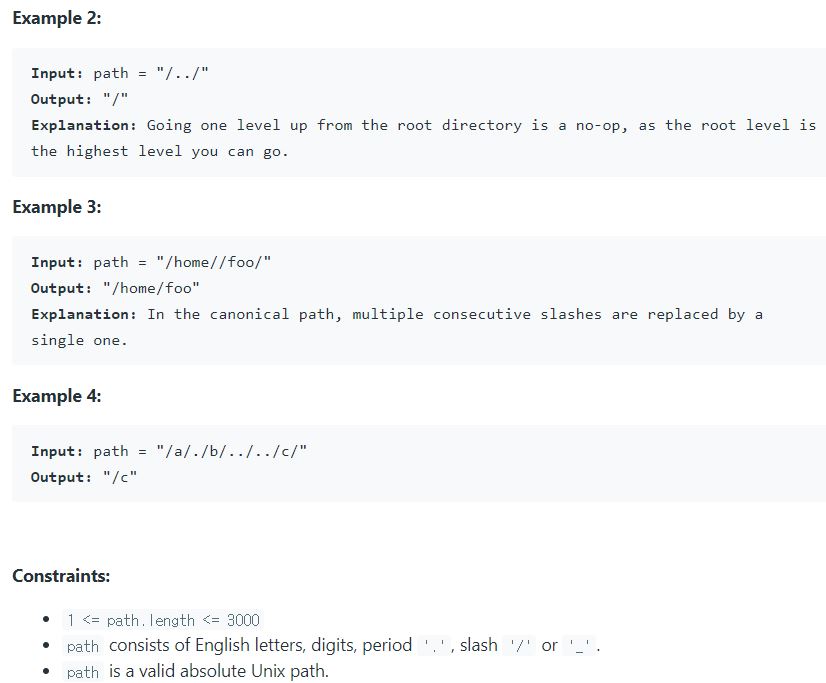 Example 2:
Input: path = "/../"
Output: "/"
Explanation: Going one level up from the root directory is a no-op, as the root level is
the highest level you can go.
Example 3:
Input: path = "/home//foo/"
Output: "/home/foo"
Explanation: In the canonical path, multiple consecutive slashes are replaced by a
single one.
Example 4:
Input: path = "/a/./b/../../c/"
Output: "/c"
Constraints:
• 1 <= path.length <= 3000
• path consists of English letters, digits, period '.', slash '/' or '_'.
• path is a valid absolute Unix path.